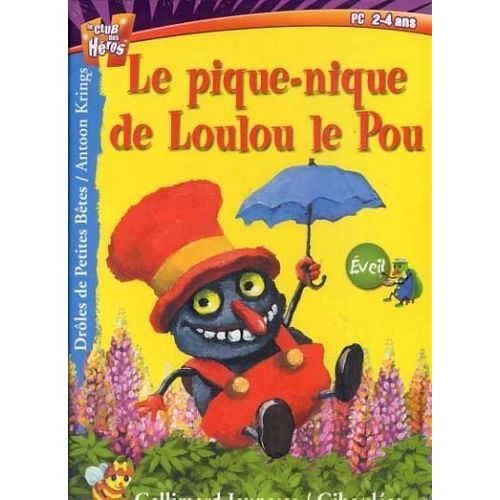 Le CLUB des
Héros
PC 2-4 ans
Le pique-nique
de Loulou le Pou
Drôles de Petites Bêtes / Antoon Krings
Éveil
Gallimard Jeunesse / Giboulées